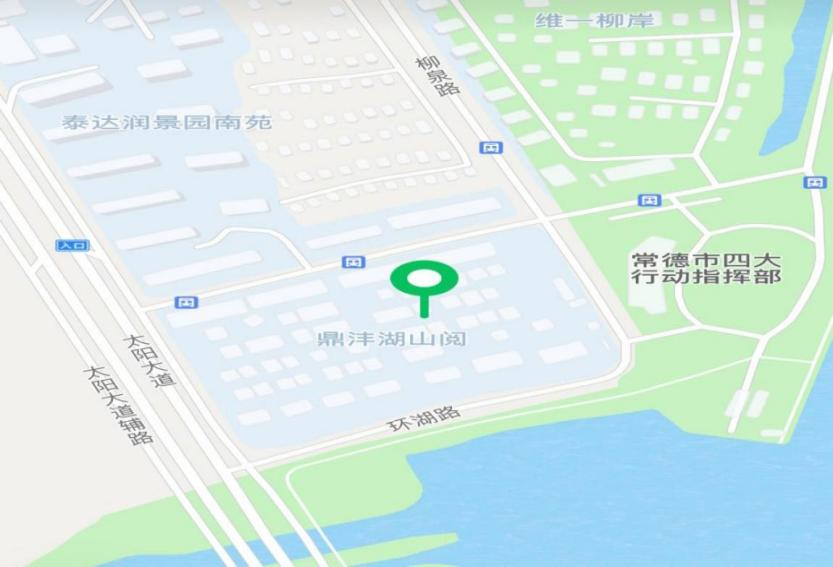 维一柳岸
柳泉路
泰达润景园南苑
入口
常德市四大
行动指挥部
鼎沣湖山阅
太阳大道
太阳大道辅路
环湖路